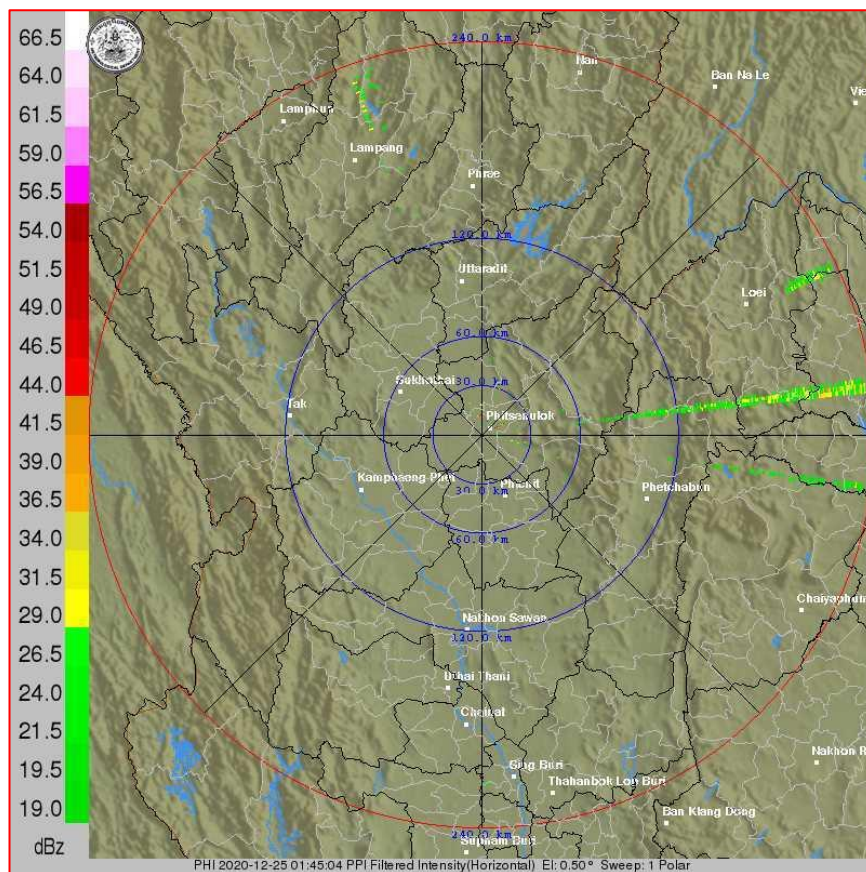 66.5
64.0
61.5
59.0
56.5
54.0
51.5
49.0
46.5
44.0
41.5
39.0
36.5
34.0
31.5
29.0
26.5
24.0
21.5
19.5
19.0
dBz
240.0 km
Nan
Ban Na Le
Vie
Lamphun
Lampang
Phrae
120.0 km
Uttaradit
Loei
60.0 km
30.0 km
Sukhothai
Tak
Phitsanulok
Kamphaeng Phet
Phichit
Phetchabun
30.0 km
60.0 km
Chaiyaphum
Nakhon Sawan
120.0 km
Uthai Thani
Chainat
Nakhon R
Sing Buri
Thahanbok Lop Buri
Ban Klang Dong
240.0 km
Suphan Buri
PHI 2020-12-25 01:45:04 PPI Filtered Intensity(Horizontal) El: 0.50° Sweep: 1 Polar